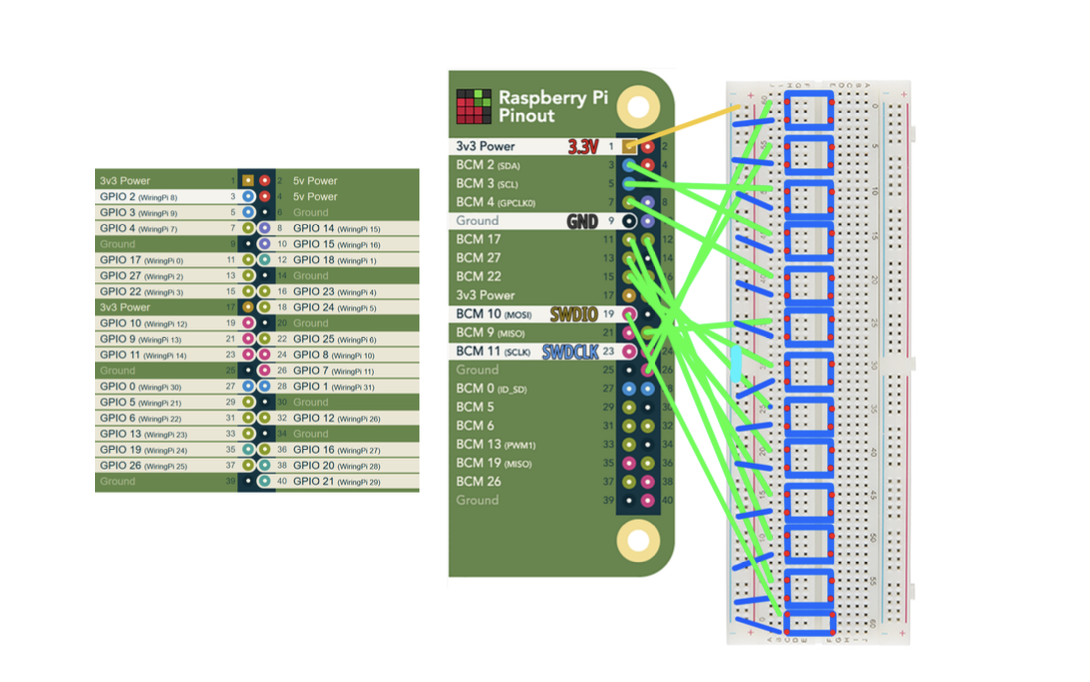 3v3 Power 1 2 5v Power
GPIO 2 (WiringPi 8) 3 4 5v Power
GPIO 3 (WiringPi 9) 5 6 Ground
GPIO 4 (WiringPi 7) 7 8 GPIO 14 (WiringPi 15)
Ground 9 10 GPIO 15 (WiringPi 16)
GPIO 17 (WiringPi 0) 11 12 GPIO 18 (WiringPi 1)
GPIO 27 (WiringPi 2) 13 14 Ground
GPIO 22 (WiringPi 3) 15 16 GPIO 23 (WiringPi 4)
3v3 Power 17 18 GPIO 24 (WiringPi 5)
GPIO 10 (WiringPi 12) 19 20 Ground
GPIO 9 (WiringPi 13) 21 22 GPIO 25 (WiringPi 6)
GPIO 11 (WiringPi 14) 23 24 GPIO 8 (WiringPi 10)
Ground 25 26 GPIO 7 (WiringPi 11)
GPIO 0 (WiringPi 30) 27 28 GPIO 1 (WiringPi 31)
GPIO 5 (WiringPi 21) 29 30 Ground
GPIO 6 (WiringPi 22) 31 32 GPIO 12 (WiringPi 26)
GPIO 13 (WiringPi 23) 33 34 Ground
GPIO 19 (WiringPi 24) 35 36 GPIO 16 (WiringPi 27)
GPIO 26 (WiringPi 25) 37 38 GPIO 20 (WiringPi 28)
Ground 39 40 GPIO 21 (WiringPi 29)
Raspberry Pi
Pinout
3v3 Power 3.3V 1 2
BCM 2 (SDA) 3 4
BCM 3 (SCL) 5 6
BCM 4 (GPCLK0) 7 8
Ground GND 9 10
BCM 17 11 12
BCM 27 13 14
BCM 22 15 16
3v3 Power 17
BCM 10 (MOSI) SWDIO 19
BCM 9 (MISO) 21
BCM 11 (SCLK) SWDCLK 23 24
Ground 25 26
BCM 0 (ID_SD) 27 28
BCM 5 29 30
BCM 6 31 32
BCM 13 (PWM1) 33 34
BCM 19 (MISO) 35 36
BCM 26 37 38
Ground 39 40
0
5
10
15
20
25
30
35
40
45
50
55
60